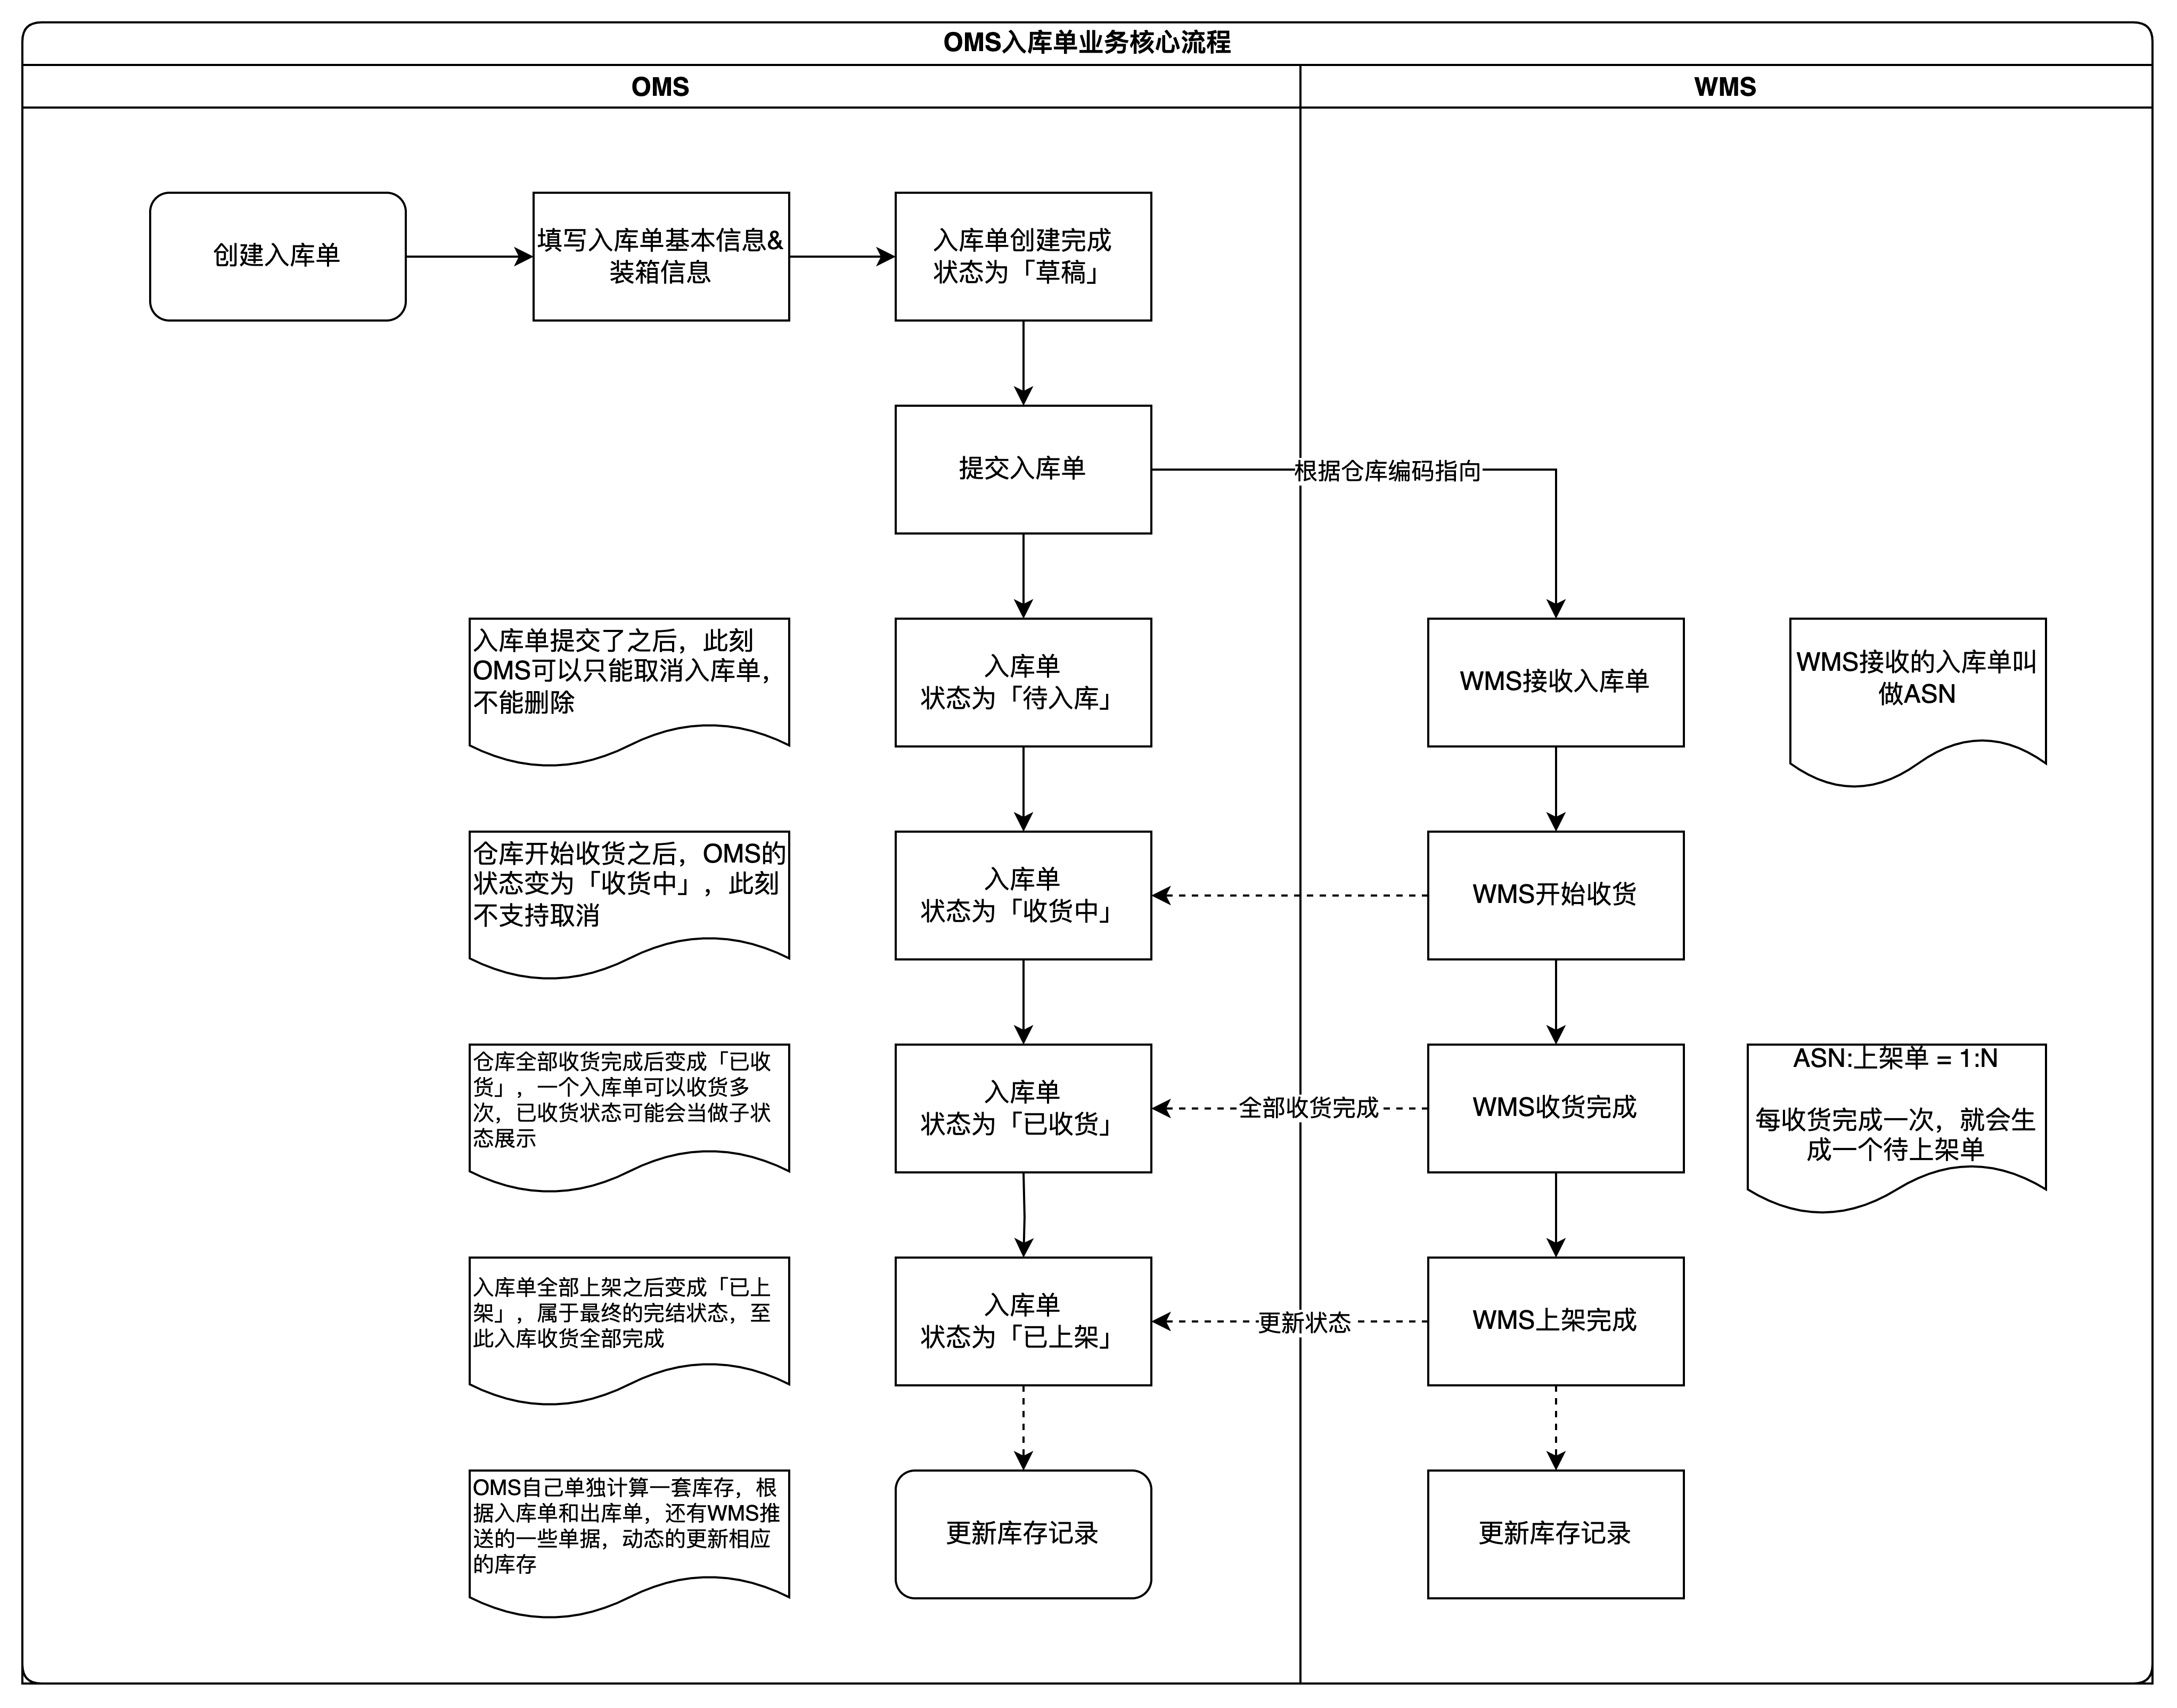 OMS入库单业务核心流程
OMS
WMS
创建入库单
填写入库单基本信息&
装箱信息
入库单创建完成
状态为「草稿」
提交入库单
根据仓库编码指向
入库单提交了之后，此刻
OMS可以只能取消入库单，
不能删除
入库单
状态为「待入库」
WMS接收入库单
WMS接收的入库单叫
做ASN
仓库开始收货之后，OMS的
状态变为「收货中」，此刻
不支持取消
入库单
状态为「收货中」
WMS开始收货
仓库全部收货完成后变成「已收
货」，一个入库单可以收货多
次，已收货状态可能会当做子状
态展示
入库单
状态为「已收货」
全部收货完成
WMS收货完成
ASN:上架单 = 1:N
每收货完成一次，就会生
成一个待上架单
入库单全部上架之后变成「已上
架」，属于最终的完结状态，至
此入库收货全部完成
入库单
状态为「已上架」
更新状态
WMS上架完成
OMS自己单独计算一套库存，根
据入库单和出库单，还有WMS推
送的一些单据，动态的更新相应
的库存
更新库存记录
更新库存记录